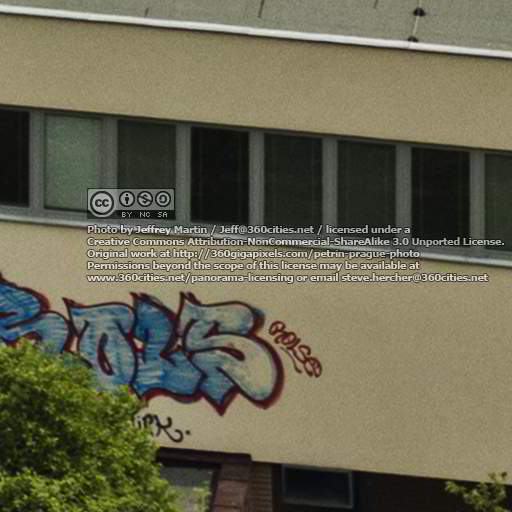 cc BY NC SA
Photo by Jeffrey Martin / Jeff@360cities.net / licensed under a
Creative Commons Attribution-NonCommercial-ShareAlike 3.0 Unported License.
Original work at http://360gigapixels.com/petrin-prague-photo
Permissions beyond the scope of this license may be available at
www.360cities.net/panorama-licensing or email steve.hercher@360cities.net